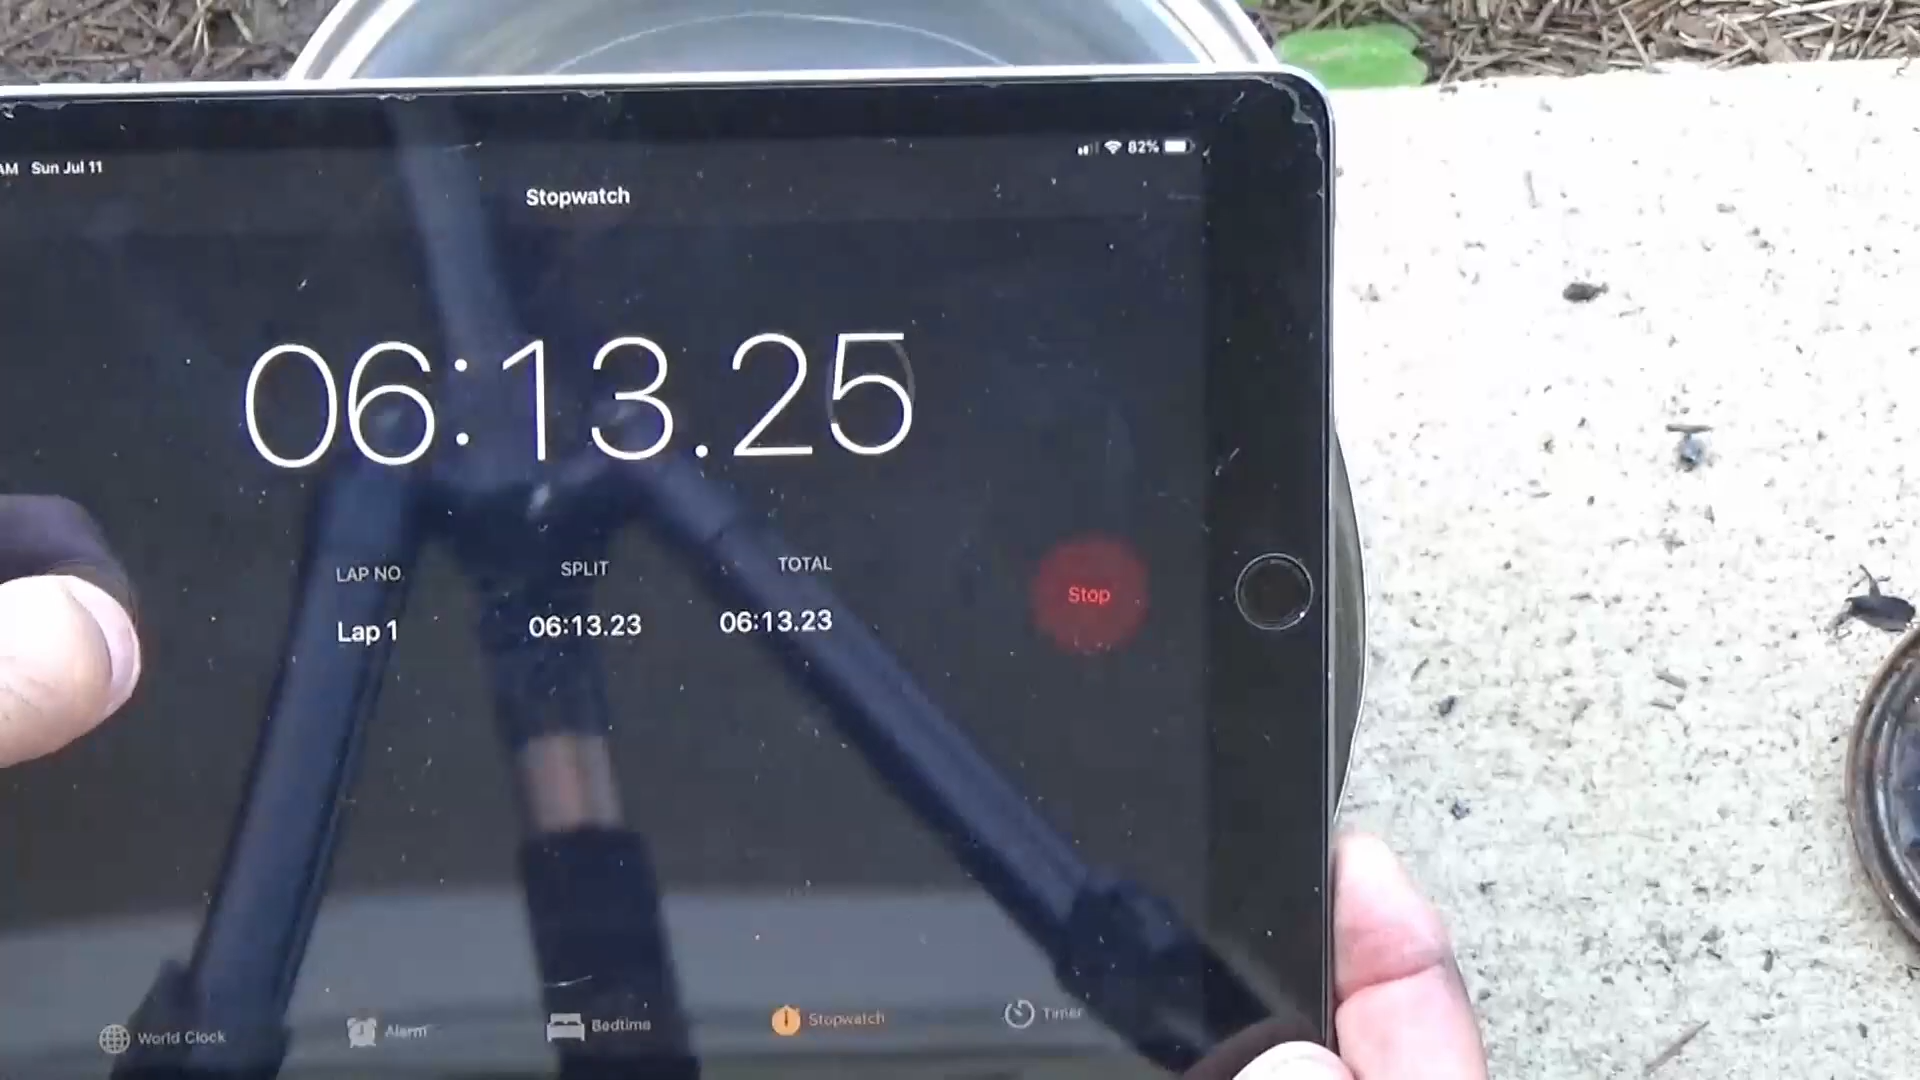 AM Sun Jul 11
82%
Stopwatch
06:13.25
LAP NO. SPLIT TOTAL
Lap 1 06:13.23 06:13.23
Stop
World Clock Alarm Bedtime Stopwatch Timer